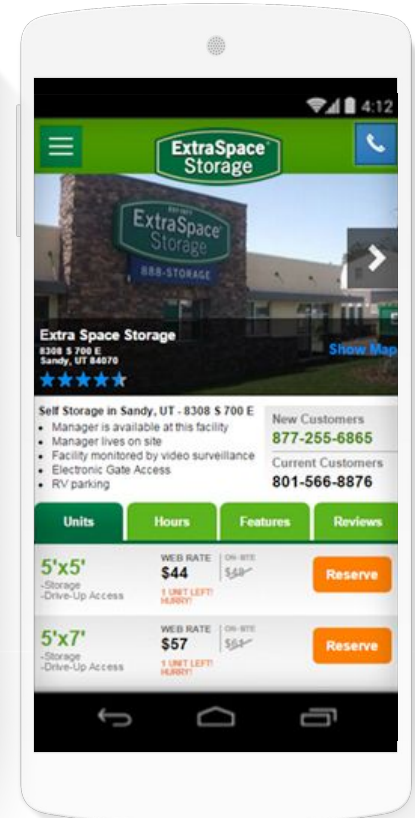 4:12
ExtraSpace
Storage
ExtraSpace
Storage
888-STORAGE
Extra Space Storage
8308 S 700 E
Sandy, UT 84070
Show Map
Self Storage in Sandy, UT - 8308 S 700 E
• Manager is available at this facility
• Manager lives on site
• Facility monitored by video surveillance
• Electronic Gate Access
• RV parking
New Customers
877-255-6865
Current Customers
801-566-8876
Units Hours Features Reviews
5'x5'
-Storage
-Drive-Up Access
WEB RATE
$44
1 UNIT LEFT!
HURRY!
ON-SITE
$48
Reserve
5'x7'
-Storage
-Drive-Up Access
WEB RATE
$57
1 UNIT LEFT!
HURRY!
ON-SITE
$61
Reserve